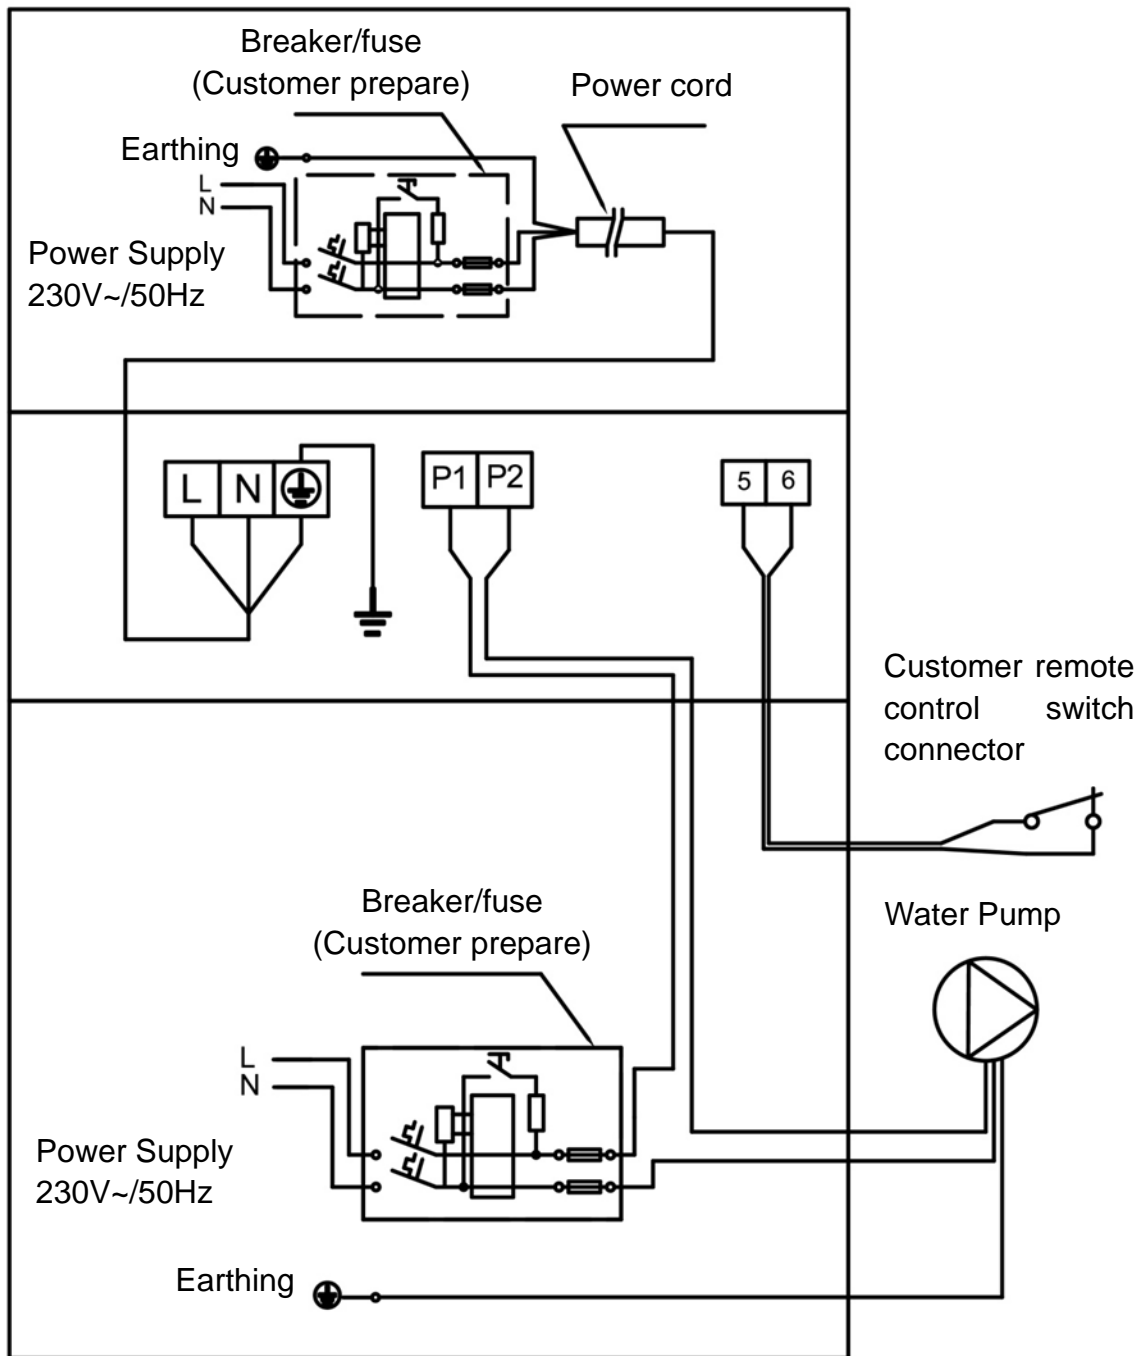 Breaker/fuse
(Customer prepare)
Power cord
Earthing
L
N
Power Supply
230V~/50Hz
L N
P1 P2
5 6
Customer remote
control switch
connector
Breaker/fuse
(Customer prepare)
Water Pump
L
N
Power Supply
230V~/50Hz
Earthing